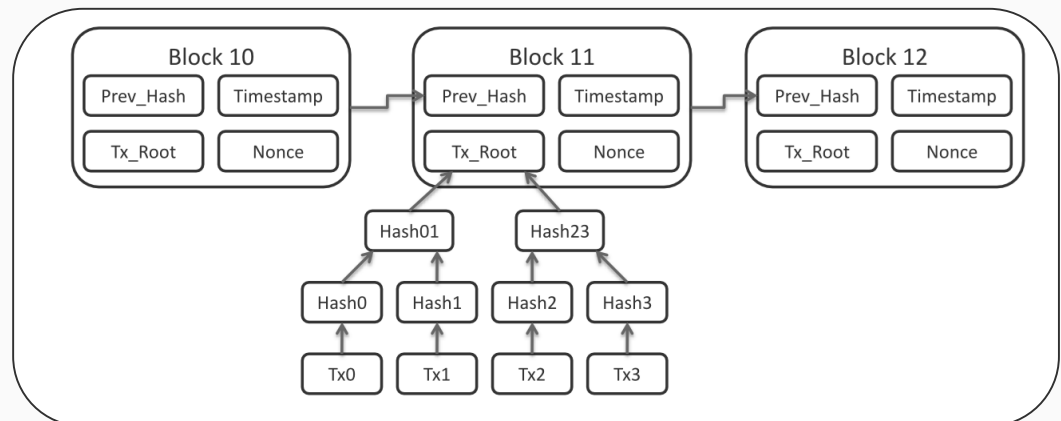 Block 10
Block 11
Block 12
Prev_Hash Timestamp
Prev_Hash Timestamp
Prev_Hash Timestamp
Tx_Root Nonce
Tx_Root Nonce
Tx_Root Nonce
Hash01 Hash23
Hash0 Hash1 Hash2 Hash3
Tx0 Tx1 Tx2 Tx3